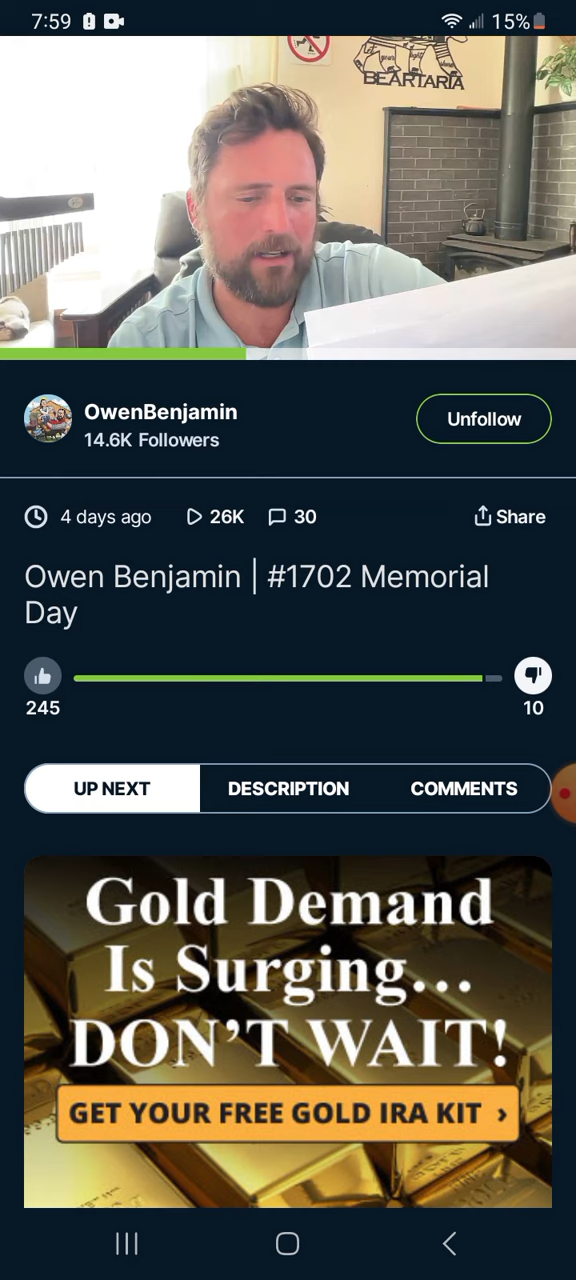 7:59
15%
BEARTARIA
OwenBenjamin
14.6K Followers
Unfollow
4 days ago
26K
30
Share
Owen Benjamin | #1702 Memorial
Day
245
10
UP NEXT
DESCRIPTION
COMMENTS
Gold Demand
Is Surging...
DON'T WAIT!
GET YOUR FREE GOLD IRA KIT ›